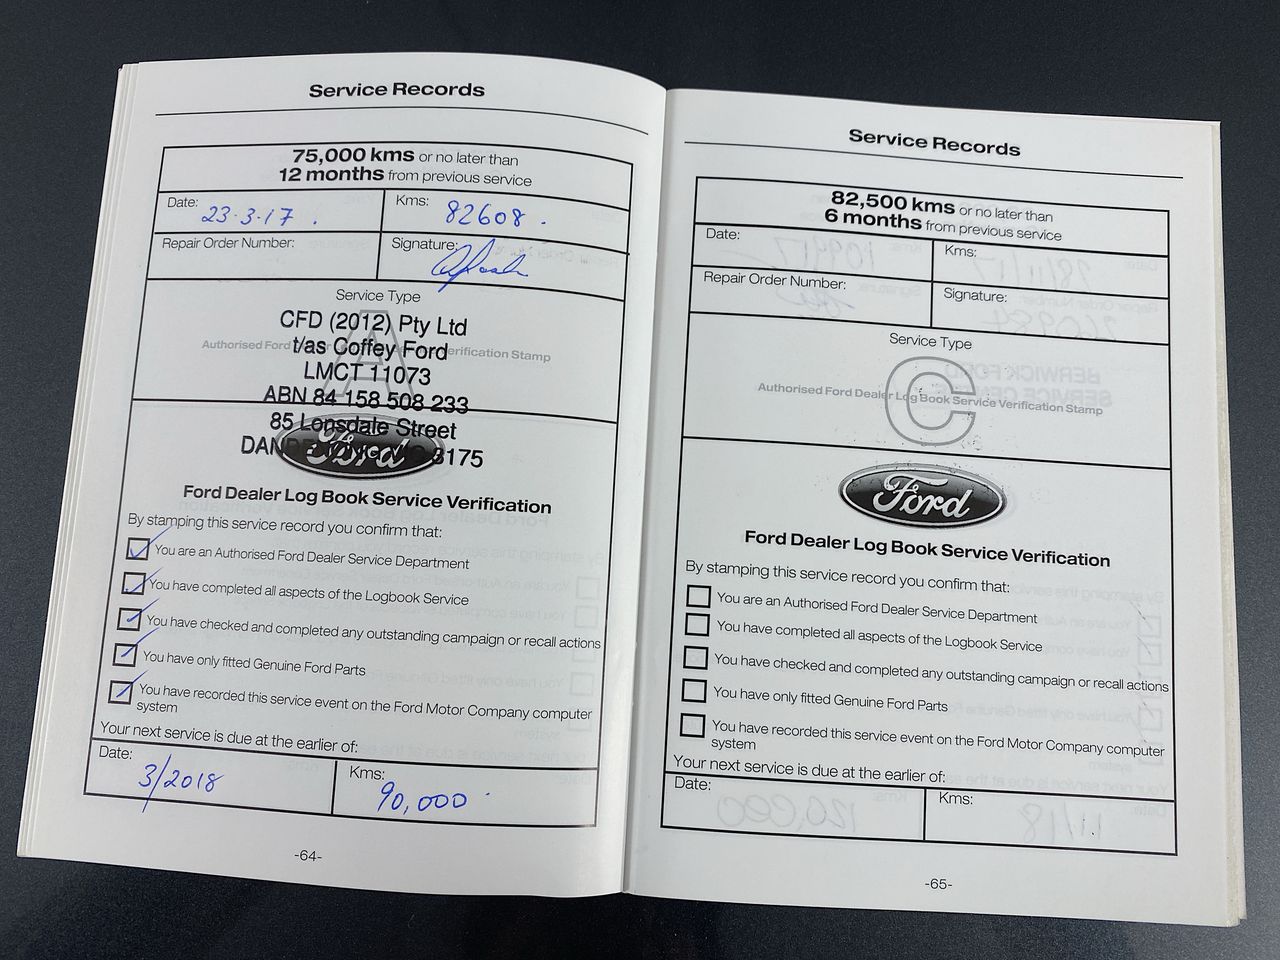 Service Records
75,000 kms or no later than
12 months from previous service
Date: 23·3·17 .
Kms: 82608 .
Repair Order Number:
Signature:
Service Type
A
Authorised Ford Verification Stamp
CFD (2012) Pty Ltd
t/as Coffey Ford
LMCT 11073
ABN 84 158 508 233
85 Lonsdale Street
3175
Ford
Ford Dealer Log Book Service Verification
By stamping this service record you confirm that:
You are an Authorised Ford Dealer Service Department
You have completed all aspects of the Logbook Service
You have checked and completed any outstanding campaign or recall actions
You have only fitted Genuine Ford Parts
You have recorded this service event on the Ford Motor Company computer
system
Your next service is due at the earlier of:
Date: 3/2018
Kms: 90,000
-64-
Service Records
82,500 kms or no later than
6 months from previous service
Date:
Kms:
Repair Order Number:
Signature:
Service Type
C
Authorised Ford Dealer Log Book Service Verification Stamp
Ford
Ford Dealer Log Book Service Verification
By stamping this service record you confirm that:
You are an Authorised Ford Dealer Service Department
You have completed all aspects of the Logbook Service
You have checked and completed any outstanding campaign or recall actions
You have only fitted Genuine Ford Parts
You have recorded this service event on the Ford Motor Company computer
system
Your next service is due at the earlier of:
Date:
Kms:
-65-